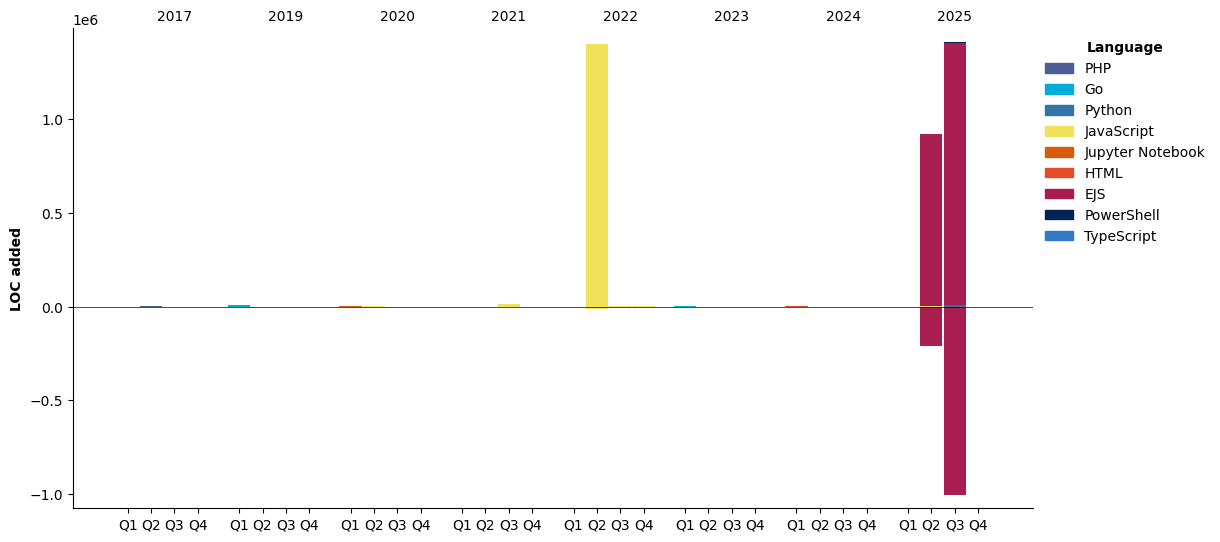 1e6
2017 2019 2020 2021 2022 2023 2024 2025
LOC added
1.0
0.5
0.0
−0.5
−1.0
Q1 Q2 Q3 Q4 Q1 Q2 Q3 Q4 Q1 Q2 Q3 Q4 Q1 Q2 Q3 Q4 Q1 Q2 Q3 Q4 Q1 Q2 Q3 Q4 Q1 Q2 Q3 Q4 Q1 Q2 Q3 Q4
Language
PHP
Go
Python
JavaScript
Jupyter Notebook
HTML
EJS
PowerShell
TypeScript